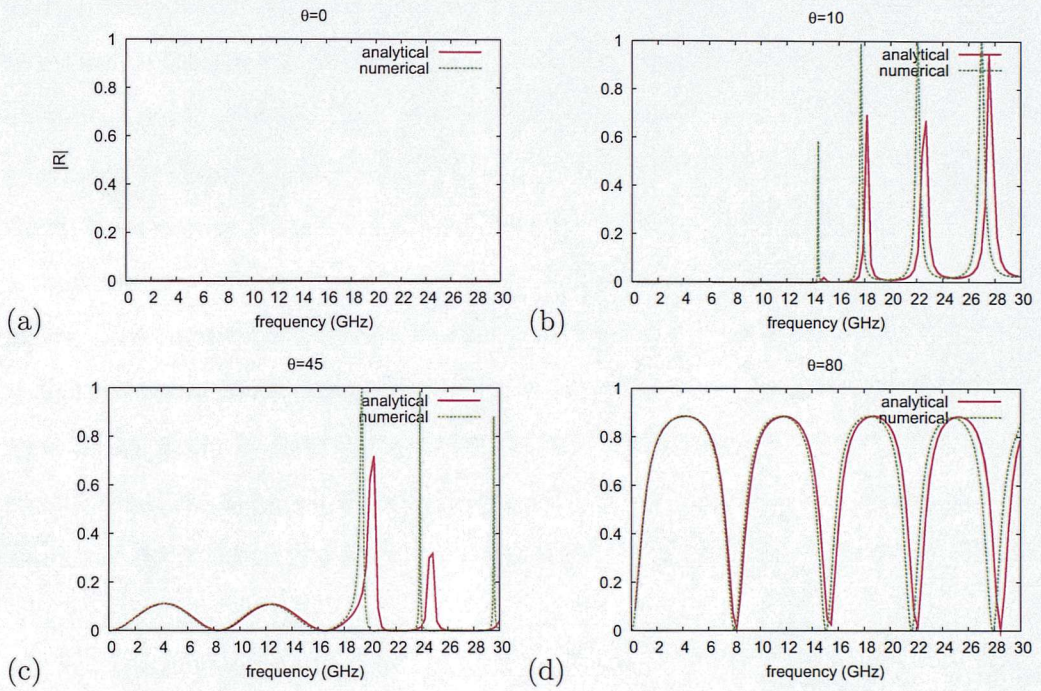 θ=0
|R|
1
0.8
0.6
0.4
0.2
0
analytical
numerical
0 2 4 6 8 10 12 14 16 18 20 22 24 26 28 30
frequency (GHz)
(a)
θ=10
1
0.8
0.6
0.4
0.2
0
analytical
numerical
0 2 4 6 8 10 12 14 16 18 20 22 24 26 28 30
frequency (GHz)
(b)
θ=45
1
0.8
0.6
0.4
0.2
0
analytical
numerical
0 2 4 6 8 10 12 14 16 18 20 22 24 26 28 30
frequency (GHz)
(c)
θ=80
1
0.8
0.6
0.4
0.2
0
analytical
numerical
0 2 4 6 8 10 12 14 16 18 20 22 24 26 28 30
frequency (GHz)
(d)